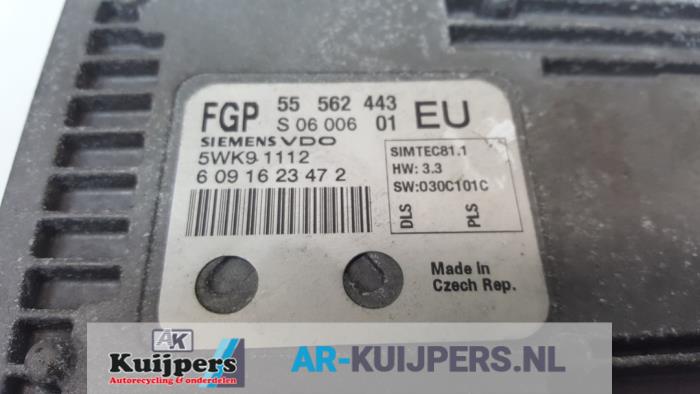 FGP 55 562 443 EU
S 06 006 01
SIEMENS VDO
5WK9 1112
6 09 16 23 47 2
SIMTEC81.1
HW: 3.3
SW:030C101C
DLS
PLS
Made In
Czech Rep.
AK
Kuijpers
Autorecycling & onderdelen
AR-KUIJPERS.NL